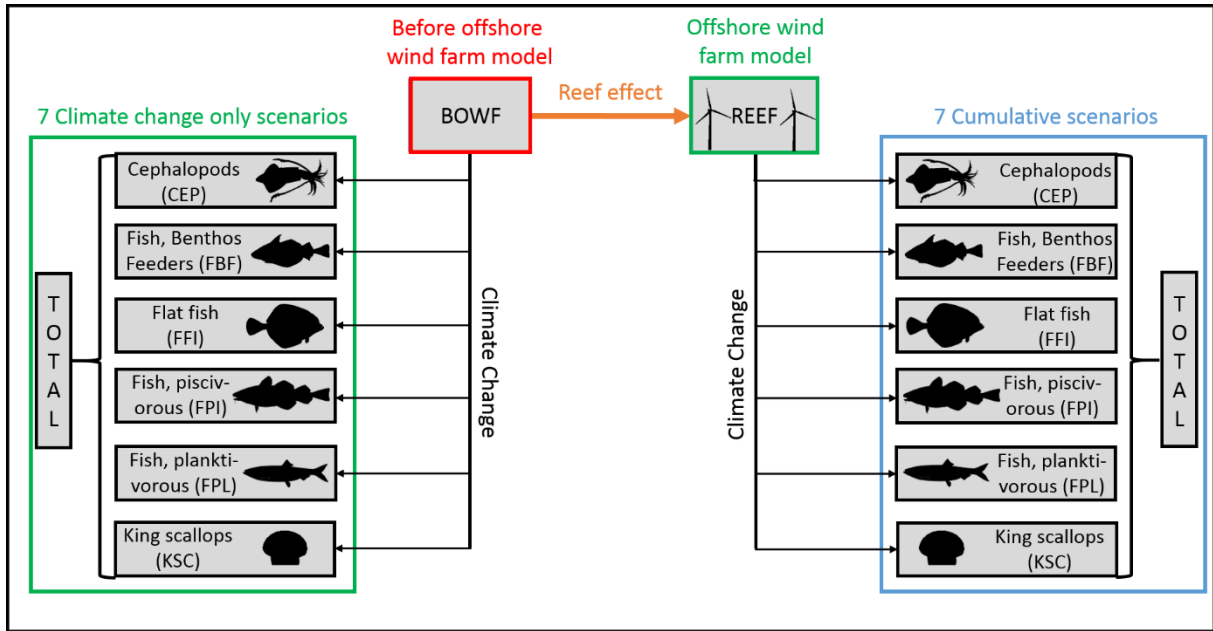 Before offshore
wind farm model
Offshore wind
farm model
BOWF
Reef effect
REEF
7 Climate change only scenarios
7 Cumulative scenarios
TOTAL
Cephalopods
(CEP)
Fish, Benthos
Feeders (FBF)
Flat fish
(FFI)
Fish, pisciv-
orous (FPI)
Fish, plankti-
vorous (FPL)
King scallops
(KSC)
Climate Change
Climate Change
Cephalopods
(CEP)
Fish, Benthos
Feeders (FBF)
Flat fish
(FFI)
Fish, pisciv-
orous (FPI)
Fish, plankti-
vorous (FPL)
King scallops
(KSC)
TOTAL